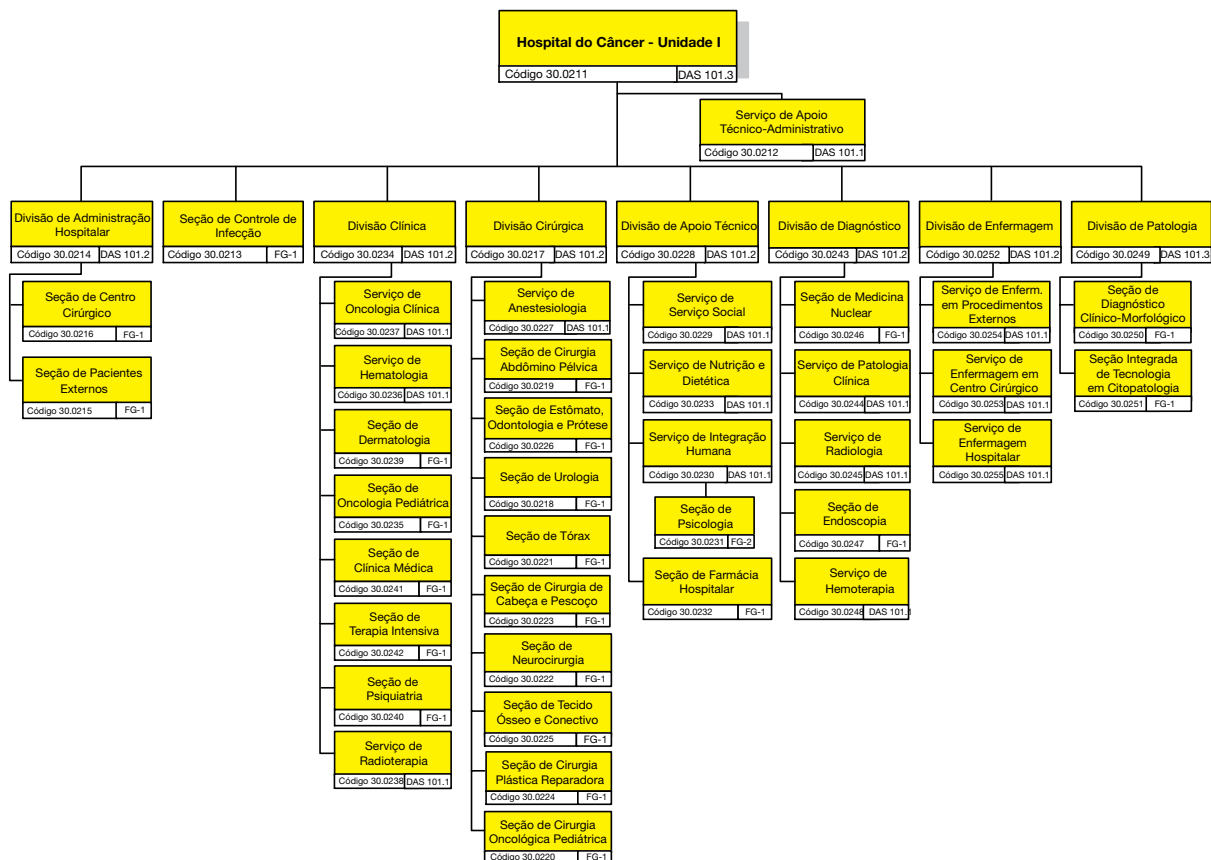 Hospital do Câncer - Unidade I
Código 30.0211 DAS 101.3
Serviço de Apoio
Técnico-Administrativo
Código 30.0212 DAS 101.1
Divisão de Administração
Hospitalar
Código 30.0214 DAS 101.2
Seção de Centro
Cirúrgico
Código 30.0216 FG-1
Seção de Pacientes
Externos
Código 30.0215 FG-1
Seção de Controle de
Infecção
Código 30.0213 FG-1
Divisão Clínica
Código 30.0234 DAS 101.2
Serviço de
Oncologia Clínica
Código 30.0237 DAS 101.1
Serviço de
Hematologia
Código 30.0236 DAS 101.1
Seção de
Dermatologia
Código 30.0239 FG-1
Seção de
Oncologia Pediátrica
Código 30.0235 FG-1
Seção de
Clínica Médica
Código 30.0241 FG-1
Seção de
Terapia Intensiva
Código 30.0242 FG-1
Seção de
Psiquiatria
Código 30.0240 FG-1
Serviço de
Radioterapia
Código 30.0238 DAS 101.1
Divisão Cirúrgica
Código 30.0217 DAS 101.2
Serviço de
Anestesiologia
Código 30.0227 DAS 101.1
Seção de Cirurgia
Abdômino Pélvica
Código 30.0219 FG-1
Seção de Estômato,
Odontologia e Prótese
Código 30.0226 FG-1
Seção de Urologia
Código 30.0218 FG-1
Seção de Tórax
Código 30.0221 FG-1
Seção de Cirurgia de
Cabeça e Pescoço
Código 30.0223 FG-1
Seção de
Neurocirurgia
Código 30.0222 FG-1
Seção de Tecido
Ósseo e Conectivo
Código 30.0225 FG-1
Seção de Cirurgia
Plástica Reparadora
Código 30.0224 FG-1
Seção de Cirurgia
Oncológica Pediátrica
Código 30.0220 FG-1
Divisão de Apoio Técnico
Código 30.0228 DAS 101.2
Serviço de
Serviço Social
Código 30.0229 DAS 101.1
Serviço de Nutrição e
Dietética
Código 30.0233 DAS 101.1
Serviço de Integração
Humana
Código 30.0230 DAS 101.1
Seção de
Psicologia
Código 30.0231 FG-2
Seção de Farmácia
Hospitalar
Código 30.0232 FG-1
Divisão de Diagnóstico
Código 30.0243 DAS 101.2
Seção de Medicina
Nuclear
Código 30.0246 FG-1
Serviço de Patologia
Clínica
Código 30.0244 DAS 101.1
Serviço de
Radiologia
Código 30.0245 DAS 101.1
Seção de
Endoscopia
Código 30.0247 FG-1
Serviço de
Hemoterapia
Código 30.0248 DAS 101.1
Divisão de Enfermagem
Código 30.0252 DAS 101.2
Serviço de Enferm.
em Procedimentos
Externos
Código 30.0254 DAS 101.1
Serviço de
Enfermagem em
Centro Cirúrgico
Código 30.0253 DAS 101.1
Serviço de
Enfermagem
Hospitalar
Código 30.0255 DAS 101.1
Divisão de Patologia
Código 30.0249 DAS 101.3
Seção de
Diagnóstico
Clínico-Morfológico
Código 30.0250 FG-1
Seção Integrada
de Tecnologia
em Citopatologia
Código 30.0251 FG-1